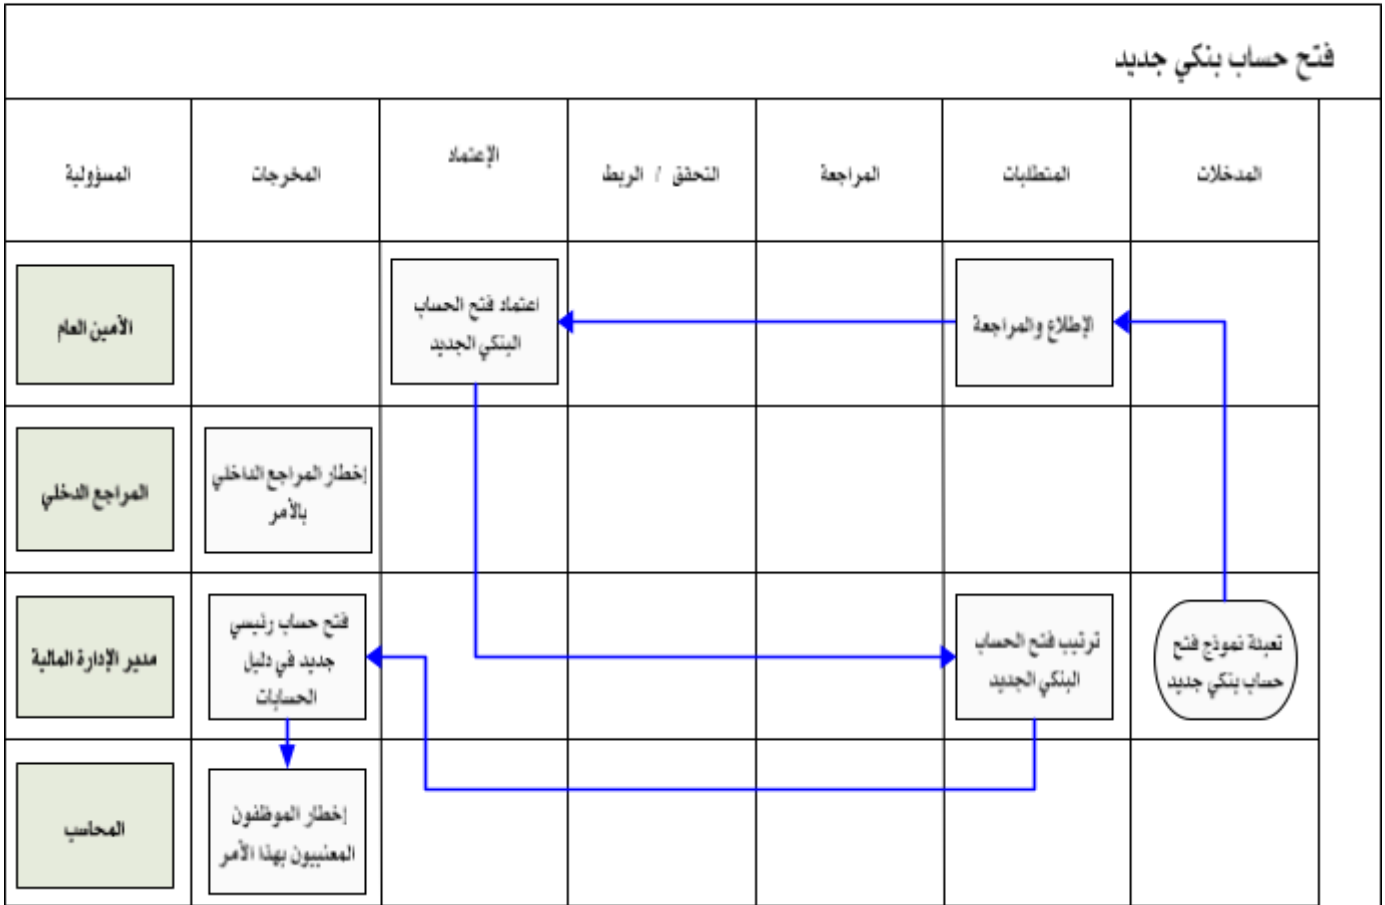 فتح حساب بنكي جديد
المدخلات
المتطلبات
المراجعة
التحقق / الربط
الإعتماد
المخرجات
المسؤولية
الإطلاع والمراجعة
اعتماد فتح الحساب
البنكي الجديد
الأمين العام
إخطار المراجع الداخلي
بالأمر
المراجع الدخلي
تعبئة نموذج فتح
حساب بنكي جديد
ترتيب فتح الحساب
البنكي الجديد
فتح حساب رئيسي
جديد في دليل
الحسابات
مدير الإدارة المالية
إخطار الموظفون
المعنييون بهذا الأمر
المحاسب